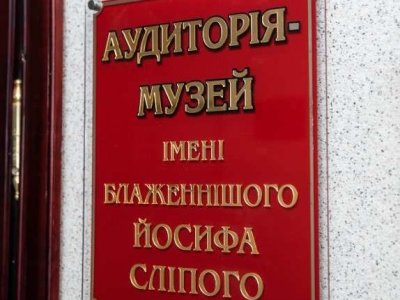 АУДИТОРІЯ-
МУЗЕЙ
ІМЕНІ
БЛАЖЕННІШОГО
ЙОСИФА
СЛІПОГО